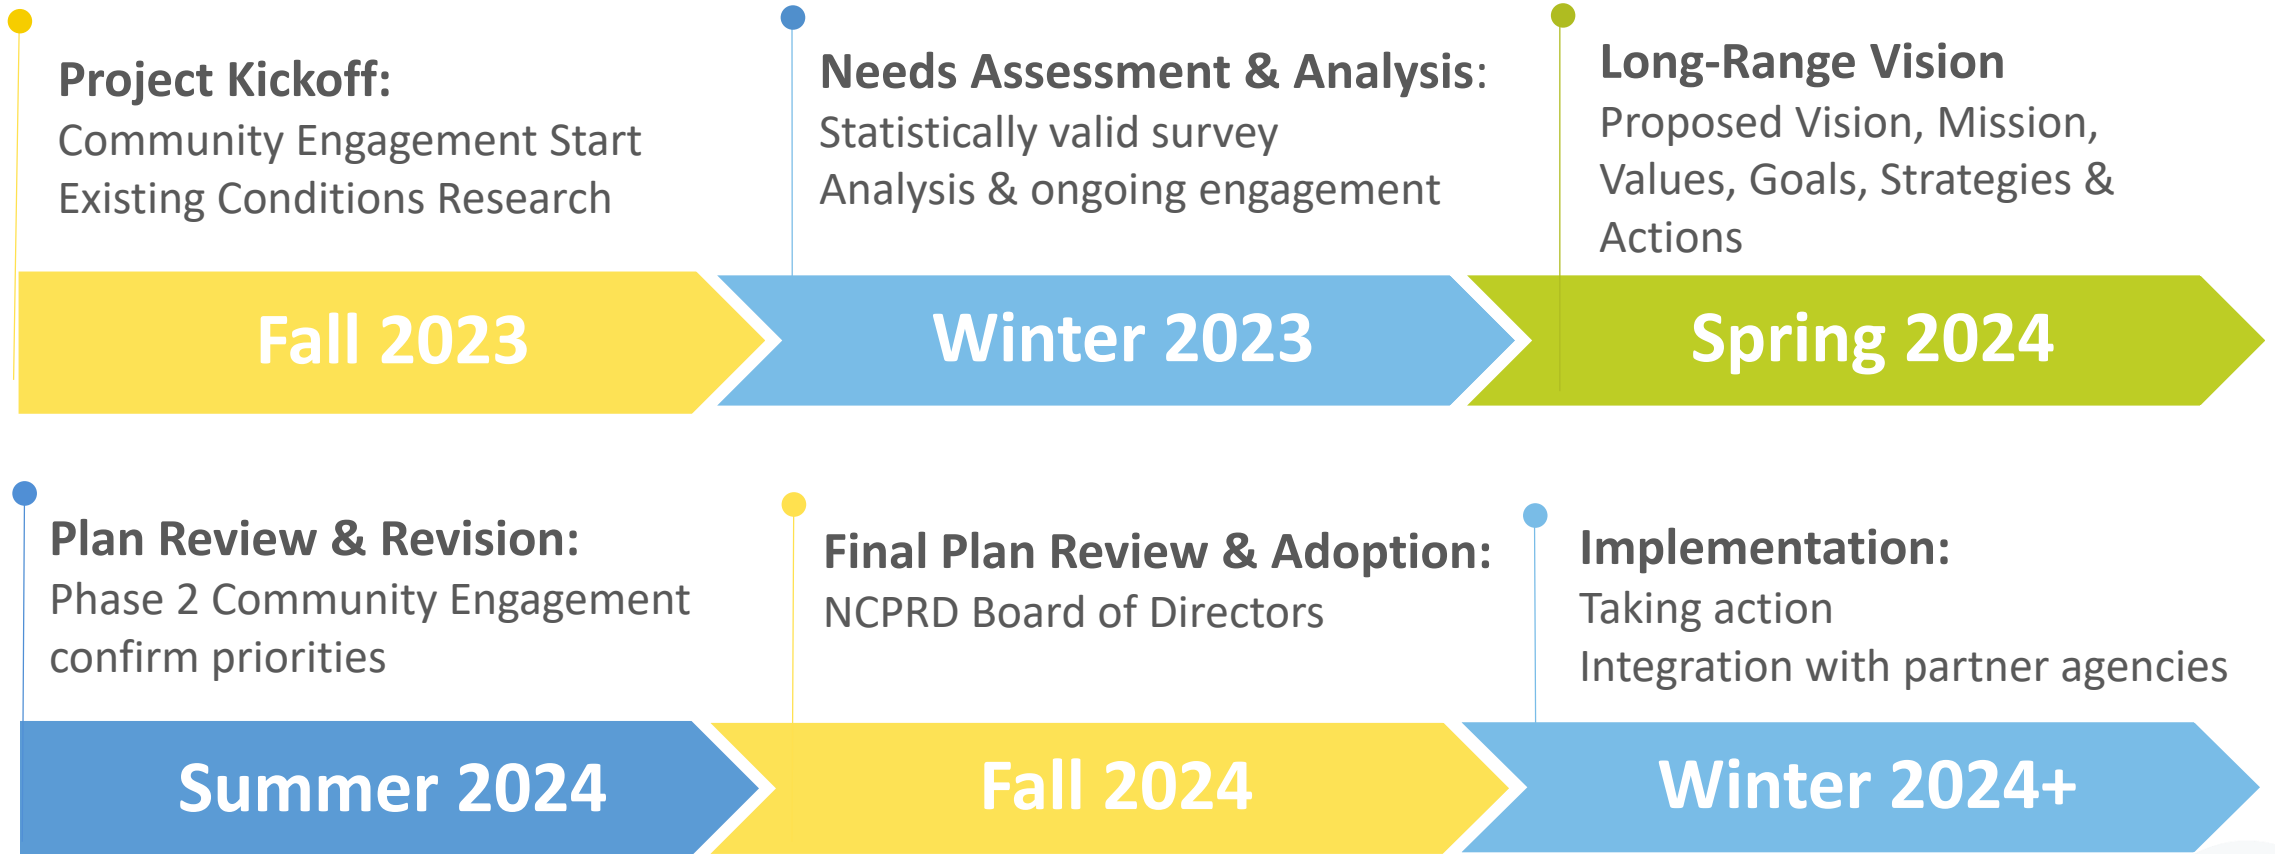 Project Kickoff:
Community Engagement Start
Existing Conditions Research
Fall 2023
Needs Assessment & Analysis:
Statistically valid survey
Analysis & ongoing engagement
Winter 2023
Long-Range Vision
Proposed Vision, Mission,
Values, Goals, Strategies &
Actions
Spring 2024
Plan Review & Revision:
Phase 2 Community Engagement
confirm priorities
Summer 2024
Final Plan Review & Adoption:
NCPRD Board of Directors
Fall 2024
Implementation:
Taking action
Integration with partner agencies
Winter 2024+